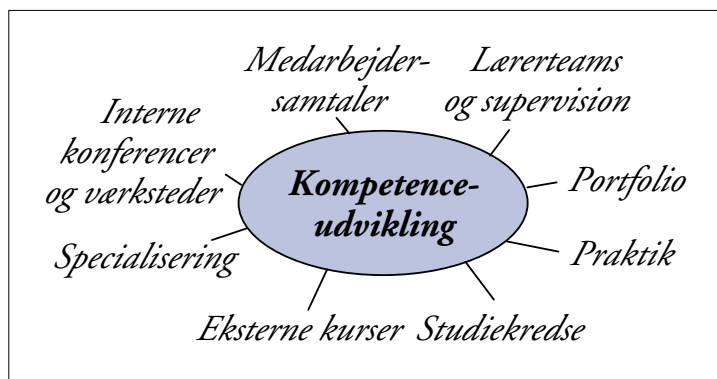 Medarbejder-
samtaler
Lærerteams
og supervision
Interne
konferencer
og værksteder
Kompetence-
udvikling
Portfolio
Specialisering
Praktik
Eksterne kurser
Studiekredse